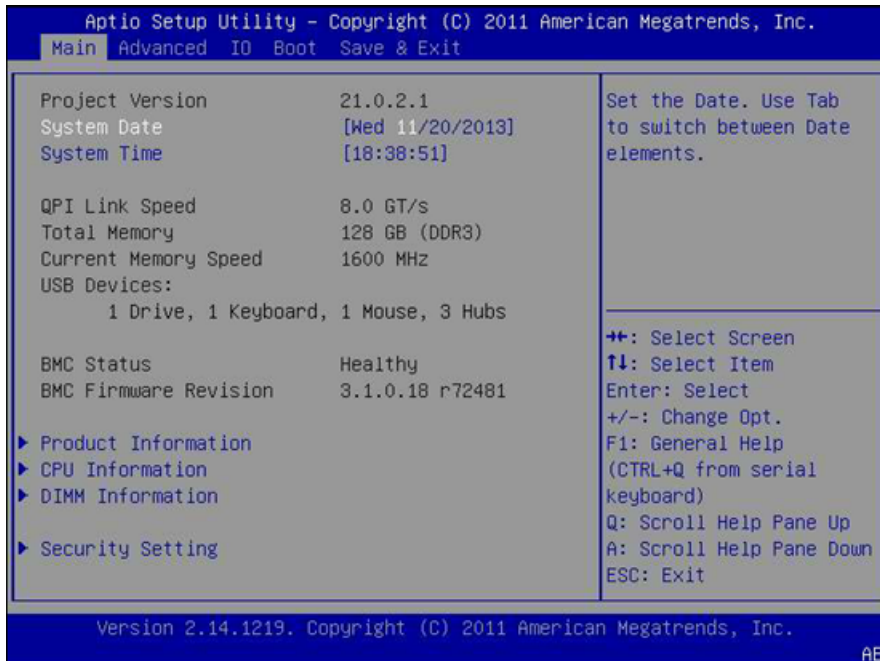 Aptio Setup Utility – Copyright (C) 2011 American Megatrends, Inc.
Main Advanced IO Boot Save & Exit
Project Version 21.0.2.1
System Date [Wed 11/20/2013]
System Time [18:38:51]
QPI Link Speed 8.0 GT/s
Total Memory 128 GB (DDR3)
Current Memory Speed 1600 MHz
USB Devices:
1 Drive, 1 Keyboard, 1 Mouse, 3 Hubs
BMC Status Healthy
BMC Firmware Revision 3.1.0.18 r72481
Product Information
CPU Information
DIMM Information
Security Setting
Set the Date. Use Tab
to switch between Date
elements.
→←: Select Screen
↑↓: Select Item
Enter: Select
+/-: Change Opt.
F1: General Help
(CTRL+Q from serial
keyboard)
Q: Scroll Help Pane Up
A: Scroll Help Pane Down
ESC: Exit
Version 2.14.1219. Copyright (C) 2011 American Megatrends, Inc.